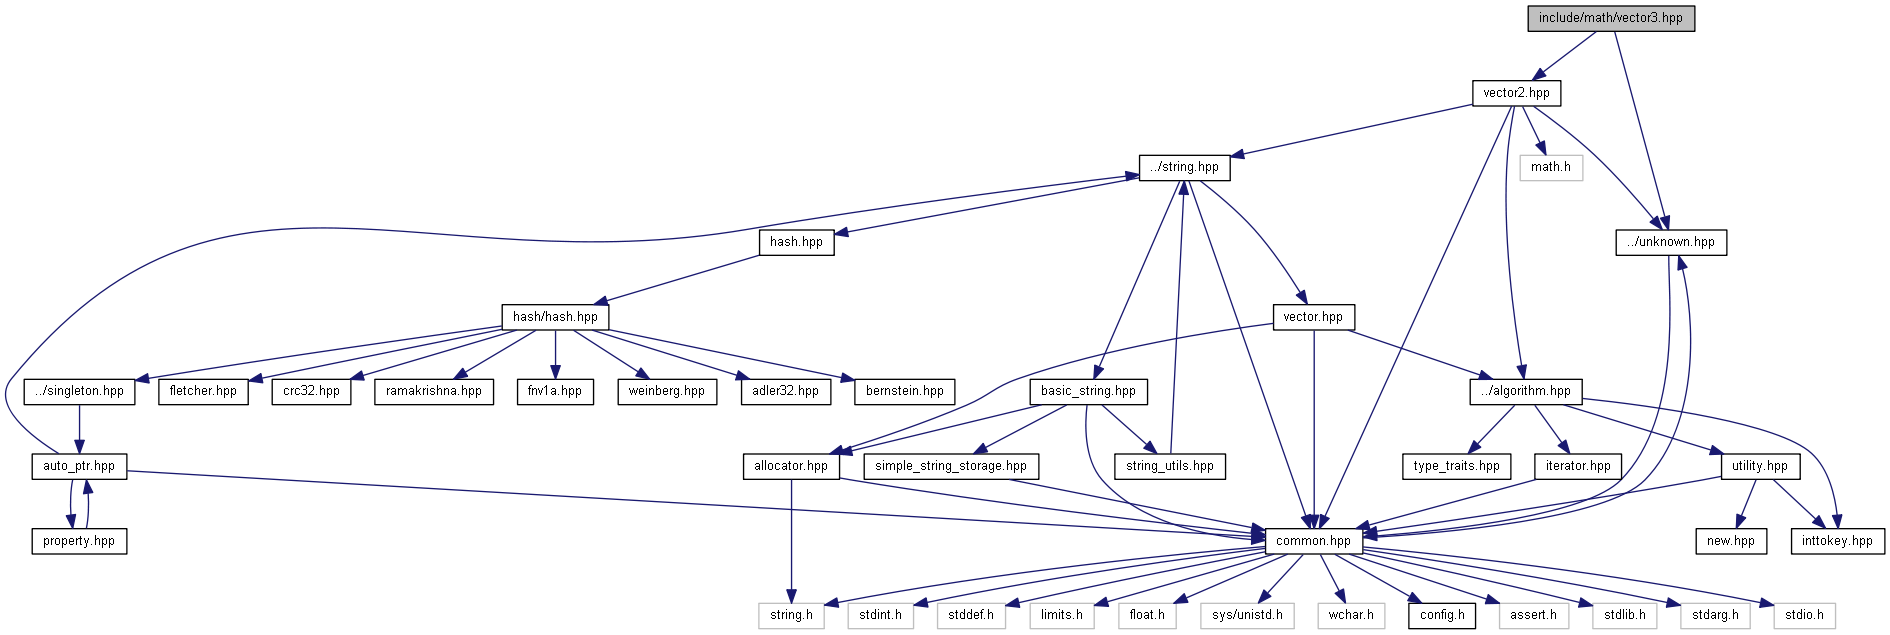 include/math/vector3.hpp
vector2.hpp
../string.hpp
math.h
hash.hpp
../unknown.hpp
hash/hash.hpp
vector.hpp
../singleton.hpp
fletcher.hpp
crc32.hpp
ramakrishna.hpp
fnv1a.hpp
weinberg.hpp
adler32.hpp
bernstein.hpp
basic_string.hpp
../algorithm.hpp
auto_ptr.hpp
allocator.hpp
simple_string_storage.hpp
string_utils.hpp
type_traits.hpp
iterator.hpp
utility.hpp
property.hpp
common.hpp
new.hpp
inttokey.hpp
string.h
stdint.h
stddef.h
limits.h
float.h
sys/unistd.h
wchar.h
config.h
assert.h
stdlib.h
stdarg.h
stdio.h